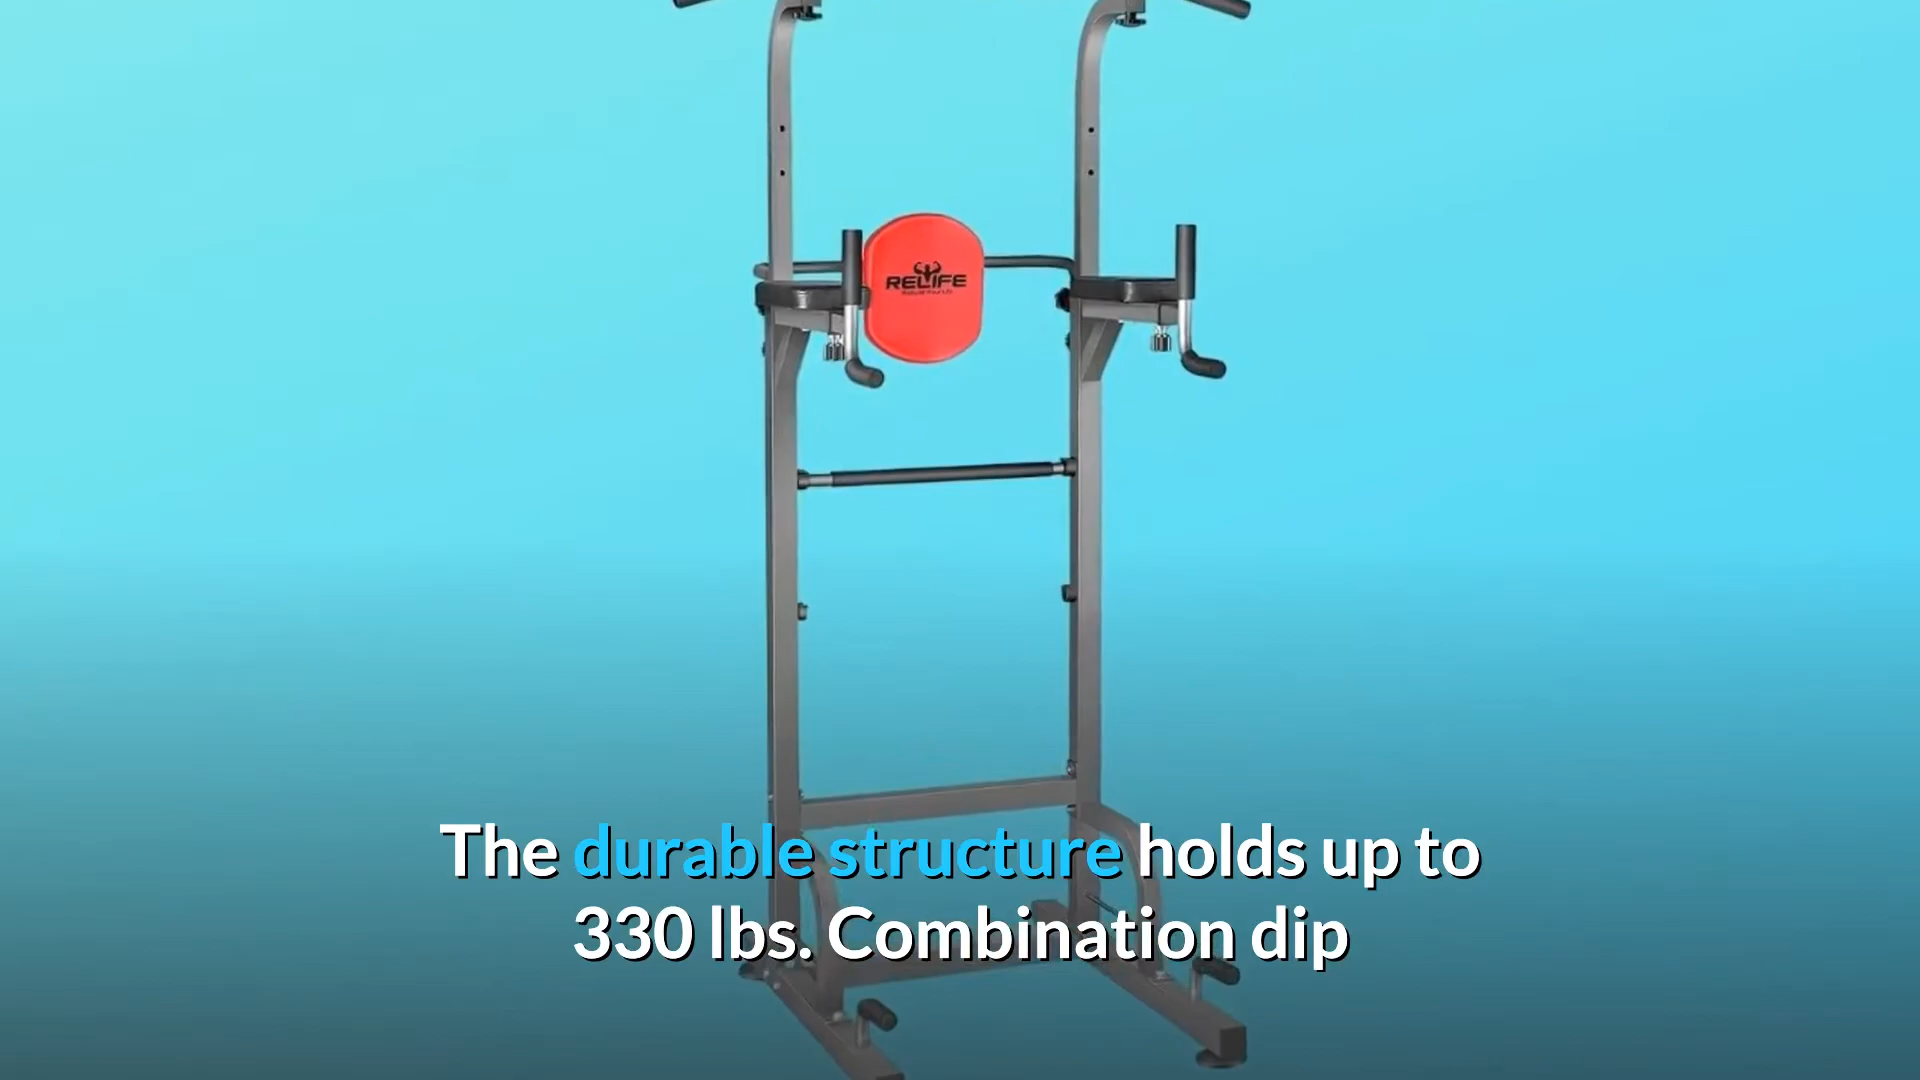 RELIFE
The durable structure holds up to
330 lbs. Combination dip